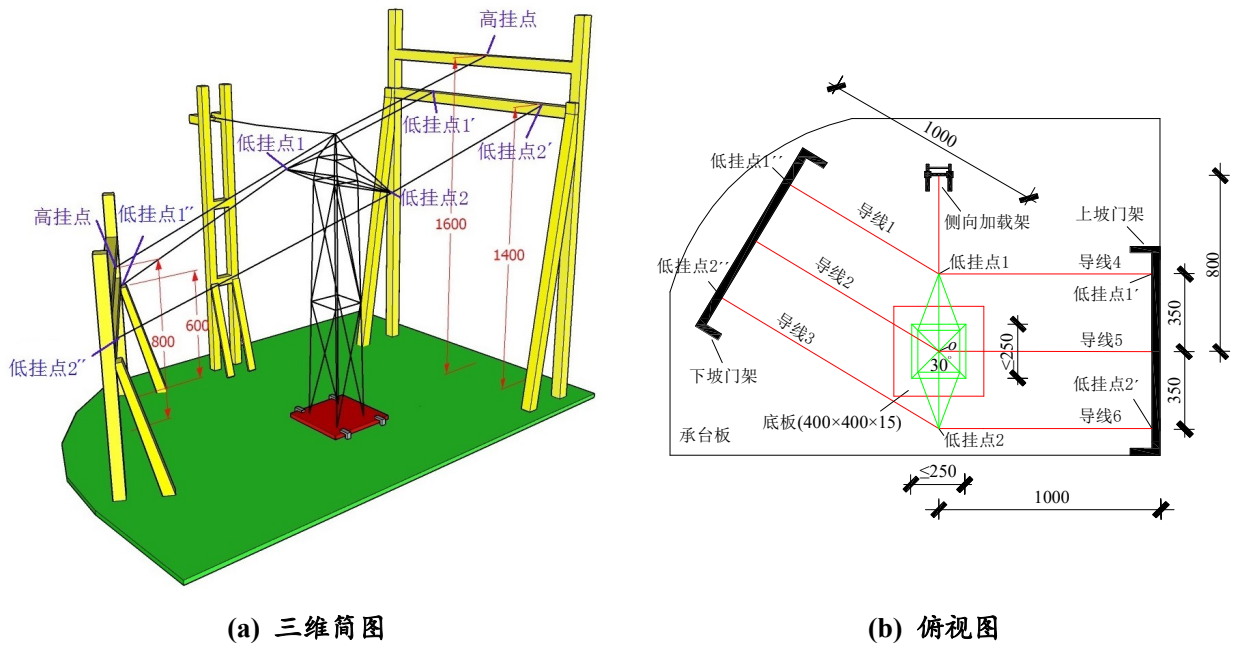 高挂点
低挂点1
低挂点1′
低挂点2′
低挂点2
高挂点
低挂点1″
低挂点2″
1600
1400
800
600
(a) 三维简图
1000
低挂点1′′
侧向加载架
上坡门架
导线1
低挂点1
导线4
低挂点1′
800
低挂点2′′
导线2
350
导线3
o
30°
≤250
导线5
下坡门架
低挂点2′
350
底板(400×400×15)
导线6
承台板
低挂点2
≤250
1000
(b) 俯视图